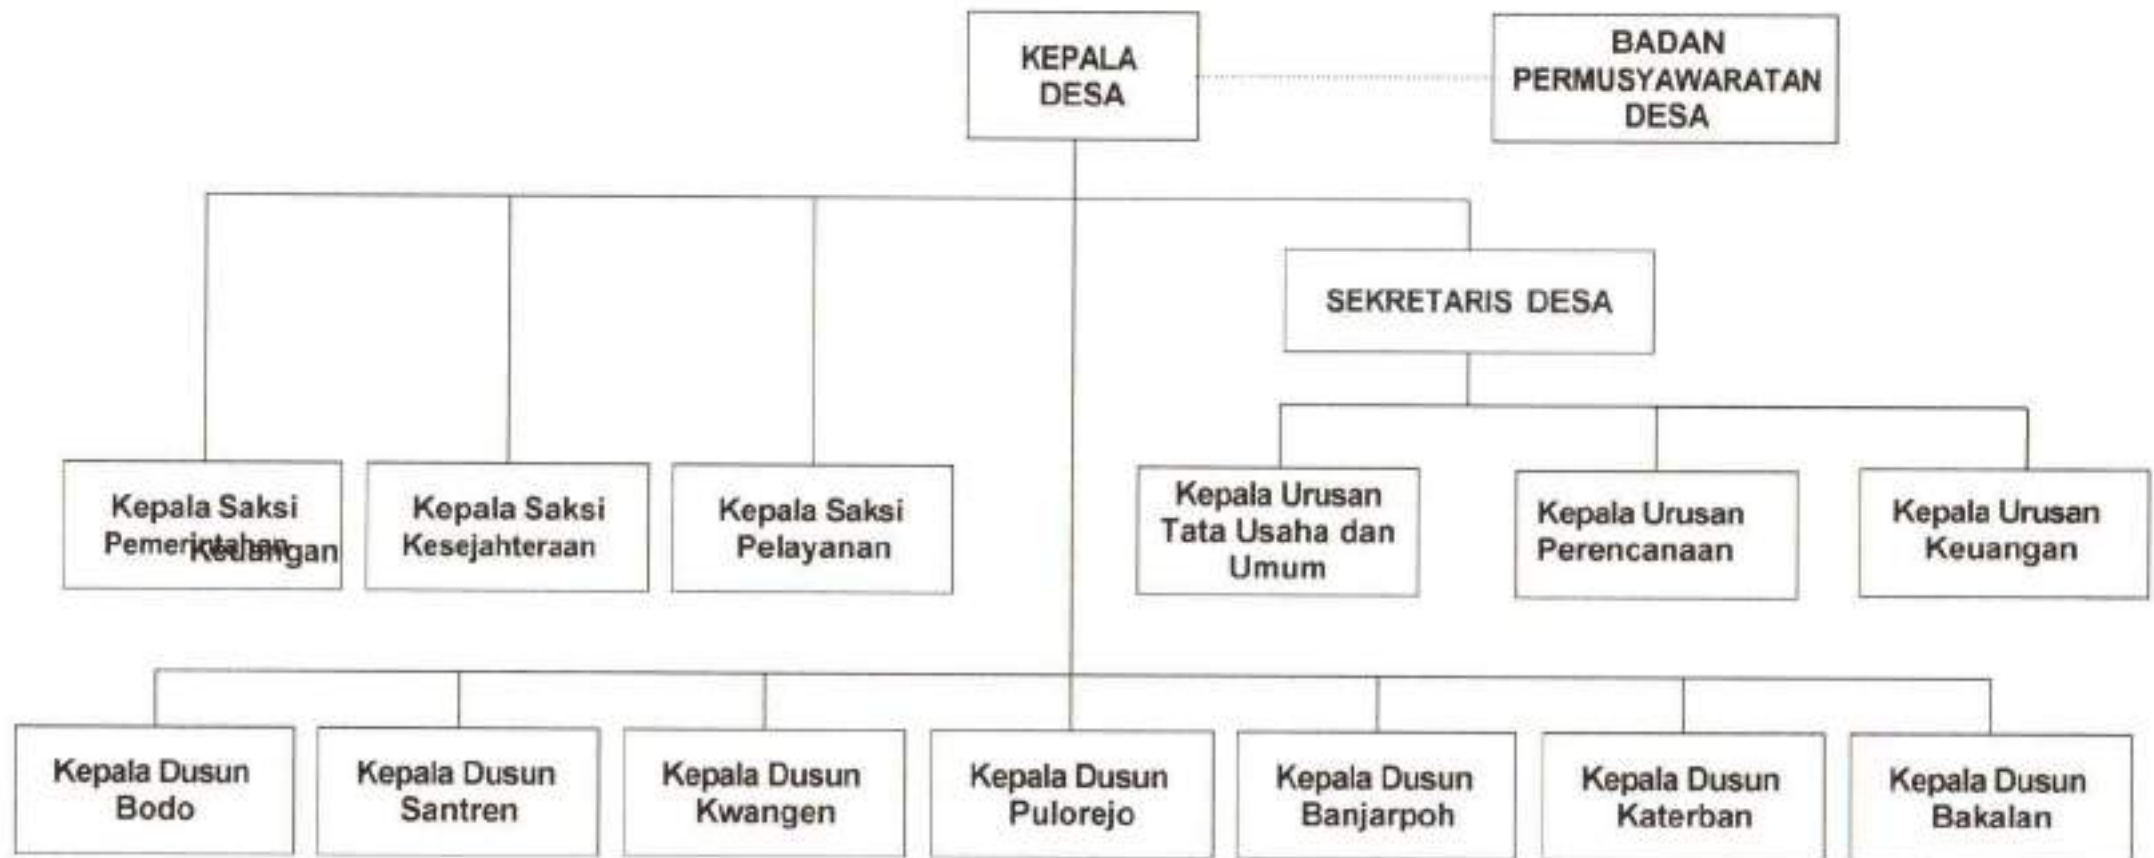 KEPALA
DESA
BADAN
PERMUSYAWARATAN
DESA
SEKRETARIS DESA
Kepala Saksi
Pemerintahan
Keuangan
Kepala Saksi
Kesejahteraan
Kepala Saksi
Pelayanan
Kepala Urusan
Tata Usaha dan
Umum
Kepala Urusan
Perencanaan
Kepala Urusan
Keuangan
Kepala Dusun
Bodo
Kepala Dusun
Santren
Kepala Dusun
Kwangen
Kepala Dusun
Pulorejo
Kepala Dusun
Banjarpoh
Kepala Dusun
Katerban
Kepala Dusun
Bakalan